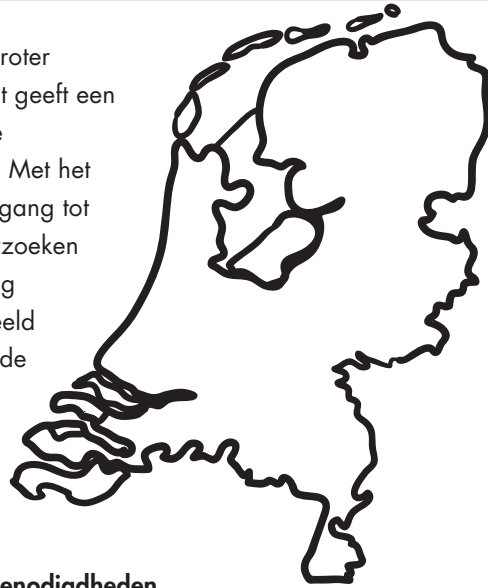 roter
t geeft een
e
Met het
gang tot
zoeken
g
eeld
de
enodigdheden